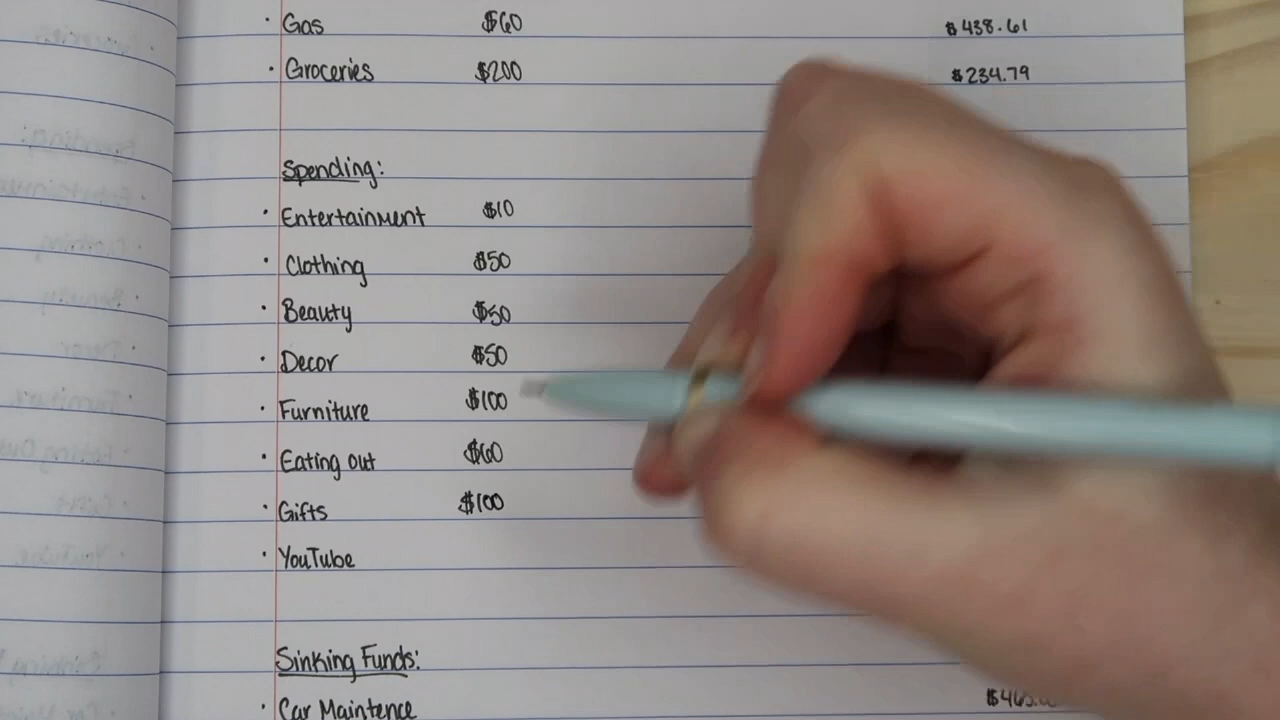 · Gas $60 $438.61
· Groceries $200 $234.79
Spending:
· Entertainment $10
· Clothing $50
· Beauty $50
· Decor $50
· Furniture $100
· Eating out $60
· Gifts $100
· YouTube
Sinking Funds:
· Car Maintence